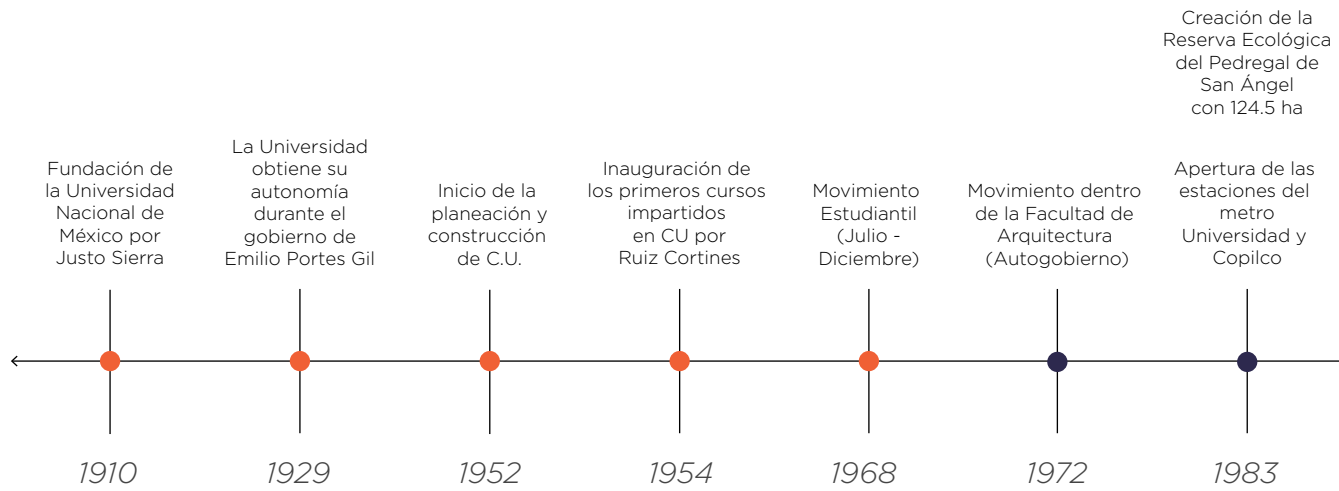 Fundación de
la Universidad
Nacional de
México por
Justo Sierra
La Universidad
obtiene su
autonomía
durante el
gobierno de
Emilio Portes Gil
Inicio de la
planeación y
construcción
de C.U.
Inauguración de
los primeros cursos
impartidos
en CU por
Ruiz Cortines
Movimiento
Estudiantil
(Julio -
Diciembre)
Movimiento dentro
de la Facultad de
Arquitectura
(Autogobierno)
Creación de la
Reserva Ecológica
del Pedregal de
San Ángel
con 124.5 ha
Apertura de las
estaciones del
metro
Universidad y
Copilco
1910
1929
1952
1954
1968
1972
1983